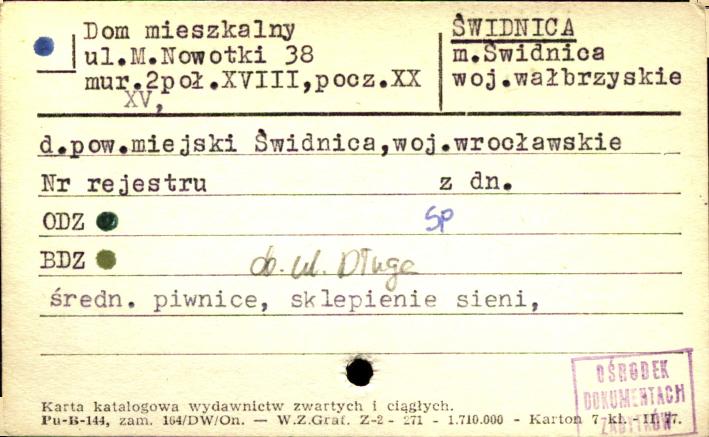 Dom mieszkalny
ul.M.Nowotki 38
mur.2poł.XVIII,pocz.XX
XV,
ŚWIDNICA
m.Świdnica
woj.wałbrzyskie
d.pow.miejski Świdnica,woj.wrocławskie
Nr rejestru z dn.
ODZ Sp
BDZ ob. ul. Długa
średn. piwnice, sklepienie sieni,
OŚRODEK
DOKUMENTACJI
ZABYTKÓW
Karta katalogowa wydawnictw zwartych i ciągłych.
Pu-B-144, zam. 164/DW/On. — W.Z.Graf. Z-2 - 271 - 1.710.000 - Karton 7 kl.